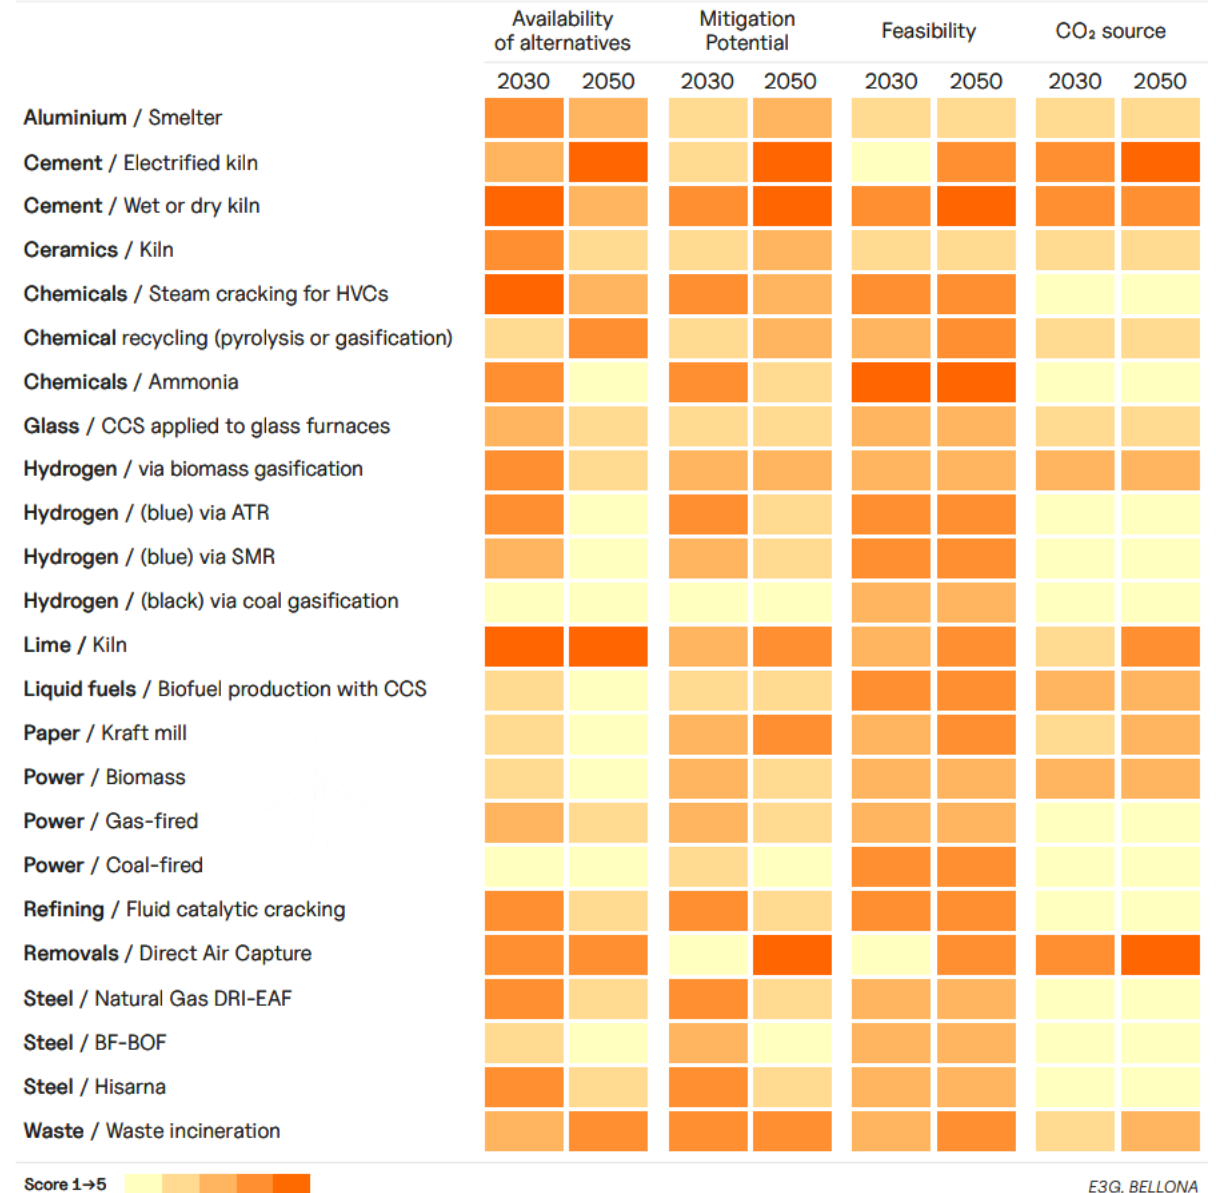 Availability of alternatives
Mitigation Potential
Feasibility
CO₂ source
2030 2050 2030 2050 2030 2050 2030 2050
Aluminium / Smelter
Cement / Electrified kiln
Cement / Wet or dry kiln
Ceramics / Kiln
Chemicals / Steam cracking for HVCs
Chemical recycling (pyrolysis or gasification)
Chemicals / Ammonia
Glass / CCS applied to glass furnaces
Hydrogen / via biomass gasification
Hydrogen / (blue) via ATR
Hydrogen / (blue) via SMR
Hydrogen / (black) via coal gasification
Lime / Kiln
Liquid fuels / Biofuel production with CCS
Paper / Kraft mill
Power / Biomass
Power / Gas-fired
Power / Coal-fired
Refining / Fluid catalytic cracking
Removals / Direct Air Capture
Steel / Natural Gas DRI-EAF
Steel / BF-BOF
Steel / Hisarna
Waste / Waste incineration
Score 1→5
E3G, BELLONA